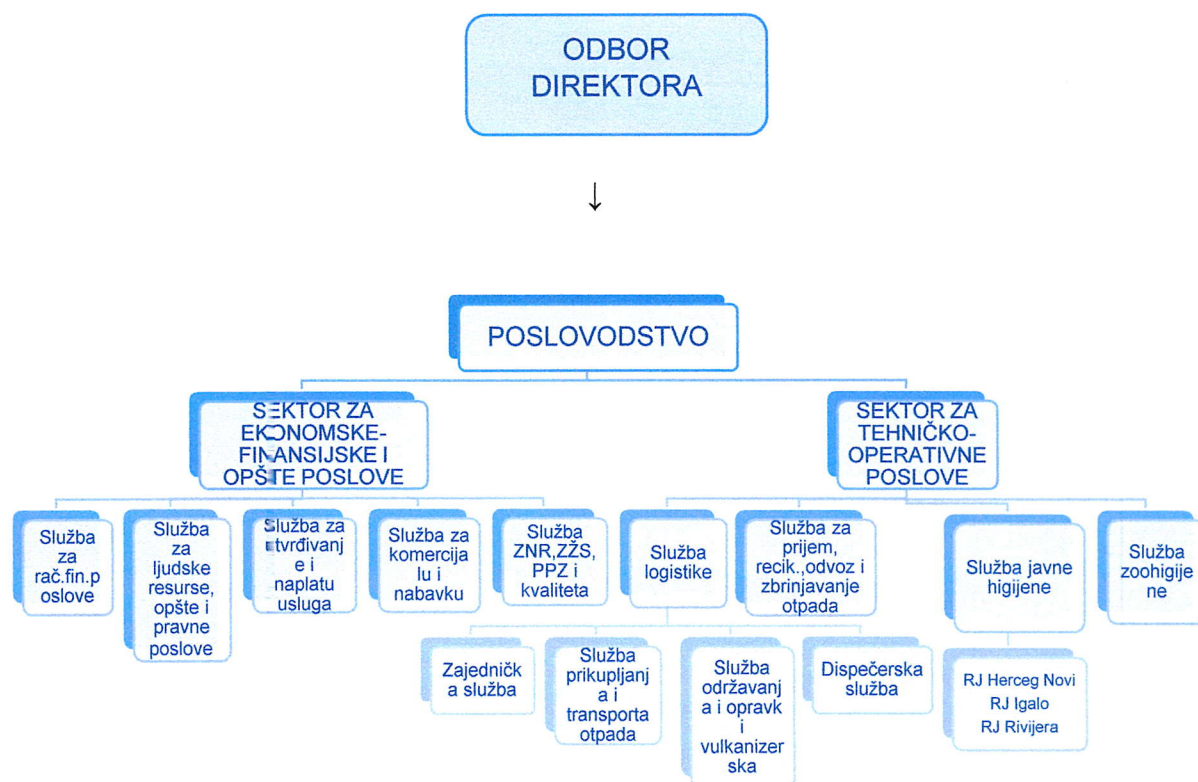 ODBOR
DIREKTORA
↓
POSLOVODSTVO
SEKTOR ZA
EKONOMSKE-
FINANSIJSKE I
OPŠTE POSLOVE
SEKTOR ZA
TEHNIČKO-
OPERATIVNE
POSLOVE
Služba
za
rač.fin.p
oslove
Služba
za
ljudske
resurse,
opšte i
pravne
poslove
Služba za
tvrđivanj
e i naplatu
usluga
Služba za
komercija
lu i
nabavku
Služba
ZNR,ZŽS,
PPZ i
kvaliteta
Služba
logistike
Služba za
prijem,
recik.,odvoz i
zbrinjavanje
otpada
Služba javne
higijene
Služba
zoohigije
ne
Zajedničk
a služba
Služba
prikupljanj
a i
transporta
otpada
Služba
održavanj
a i opravk
i
vulkanizer
ska
Dispečerska
služba
RJ Herceg Novi
RJ Igalo
RJ Rivijera